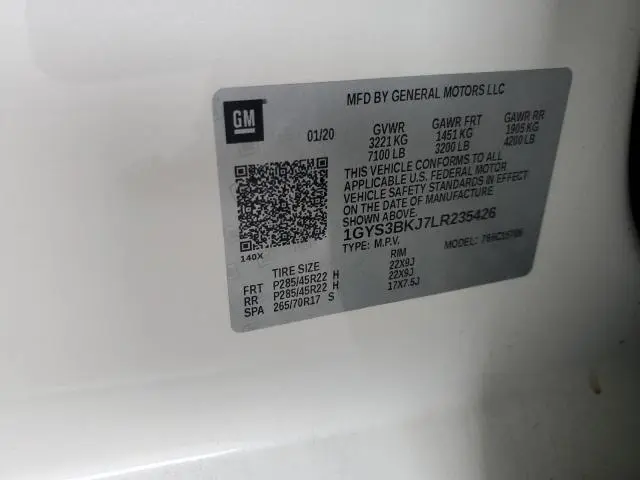 MFD BY GENERAL MOTORS LLC
GM
01/20 GVWR GAWR FRT GAWR RR
3221 KG 1451 KG 1905 KG
7100 LB 3200 LB 4200 LB
THIS VEHICLE CONFORMS TO ALL
APPLICABLE U.S. FEDERAL MOTOR
VEHICLE SAFETY STANDARDS IN EFFECT
ON THE DATE OF MANUFACTURE
SHOWN ABOVE.
1GYS3BKJ7LR235426
TYPE: M.P.V. MODEL:
140X
TIRE SIZE RIM
FRT P285/45R22 H 22X9J
RR P285/45R22 H 22X9J
SPA 265/70R17 S 17X7.5J